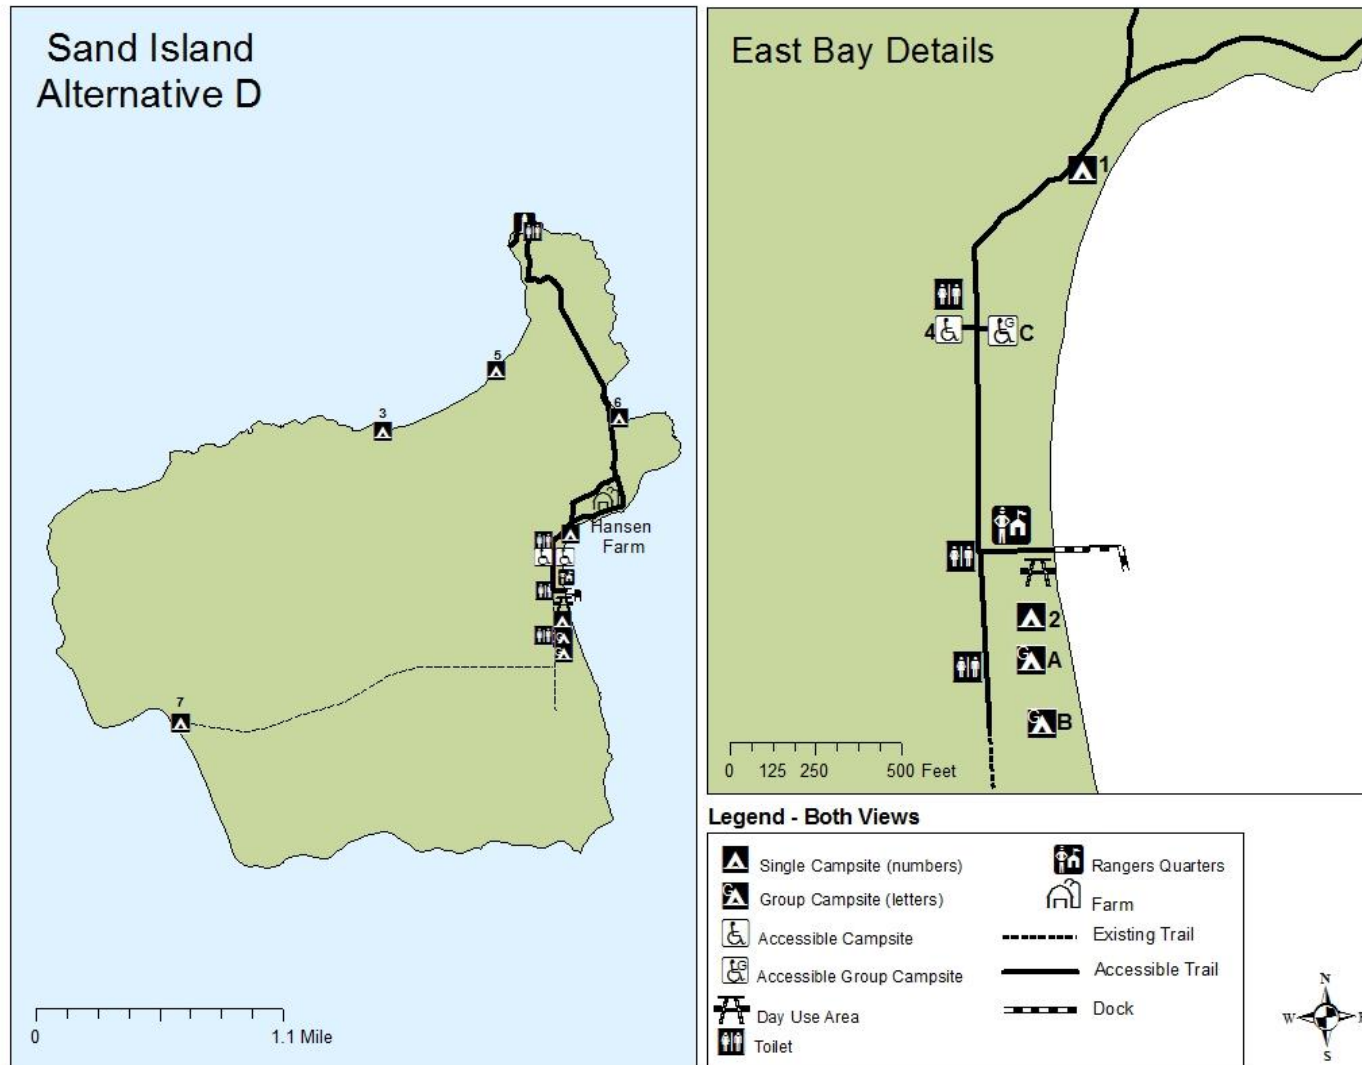 Sand Island
Alternative D
5
3
6
Hansen
Farm
7
0
1.1 Mile
East Bay Details
1
4
G
C
2
G
A
G
B
0
125
250
500 Feet
Legend - Both Views
Single Campsite (numbers)
G
Group Campsite (letters)
Accessible Campsite
G
Accessible Group Campsite
Day Use Area
Toilet
Rangers Quarters
Farm
Existing Trail
Accessible Trail
Dock
N
W
S